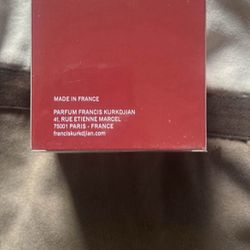 MADE IN FRANCE
PARFUM FRANCIS KURKDJIAN
41, RUE ETIENNE MARCEL
75001 PARIS - FRANCE
franciskurkdjian.com